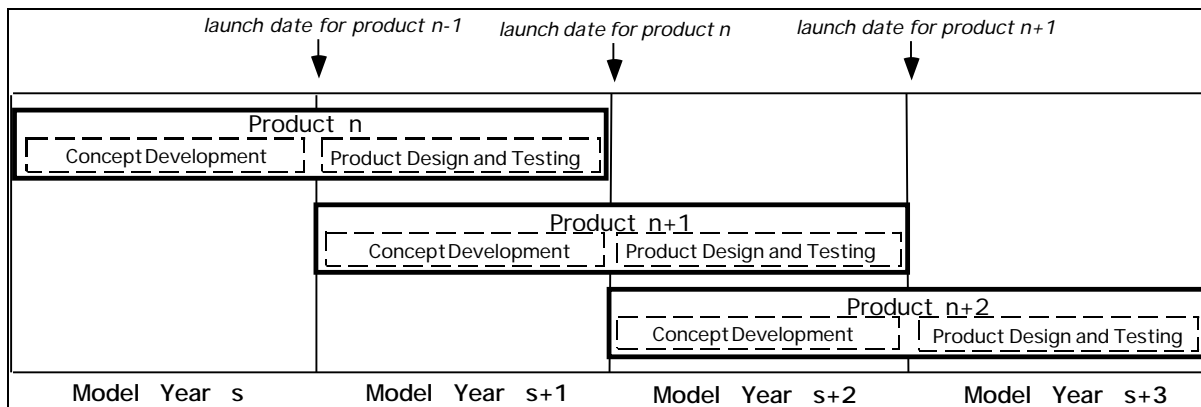 launch date for product n-1
launch date for product n
launch date for product n+1
Product n
Concept Development
Product Design and Testing
Product n+1
Concept Development
Product Design and Testing
Product n+2
Concept Development
Product Design and Testing
Model Year s
Model Year s+1
Model Year s+2
Model Year s+3